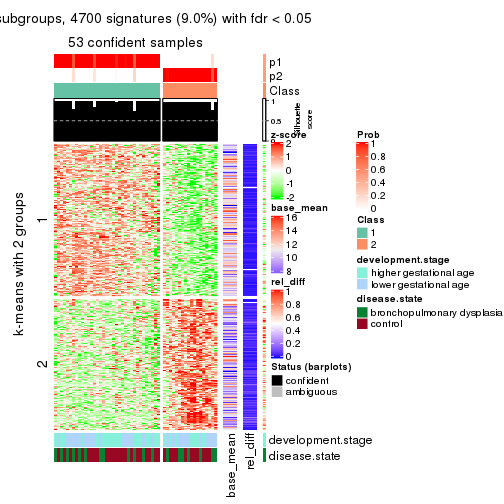 subgroups, 4700 signatures (9.0%) with fdr < 0.05
53 confident samples
p1
p2
Class
1
0.5
0
Silhouette
score
k-means with 2 groups
1
2
z-score
2
1
0
-1
-2
base_mean
16
14
12
10
8
rel_diff
1
0.8
0.6
0.4
0.2
0
Status (barplots)
confident
ambiguous
Prob
1
0.8
0.6
0.4
0.2
0
Class
1
2
development.stage
higher gestational age
lower gestational age
disease.state
bronchopulmonary dysplasia
control
development.stage
disease.state
base_mean
rel_diff